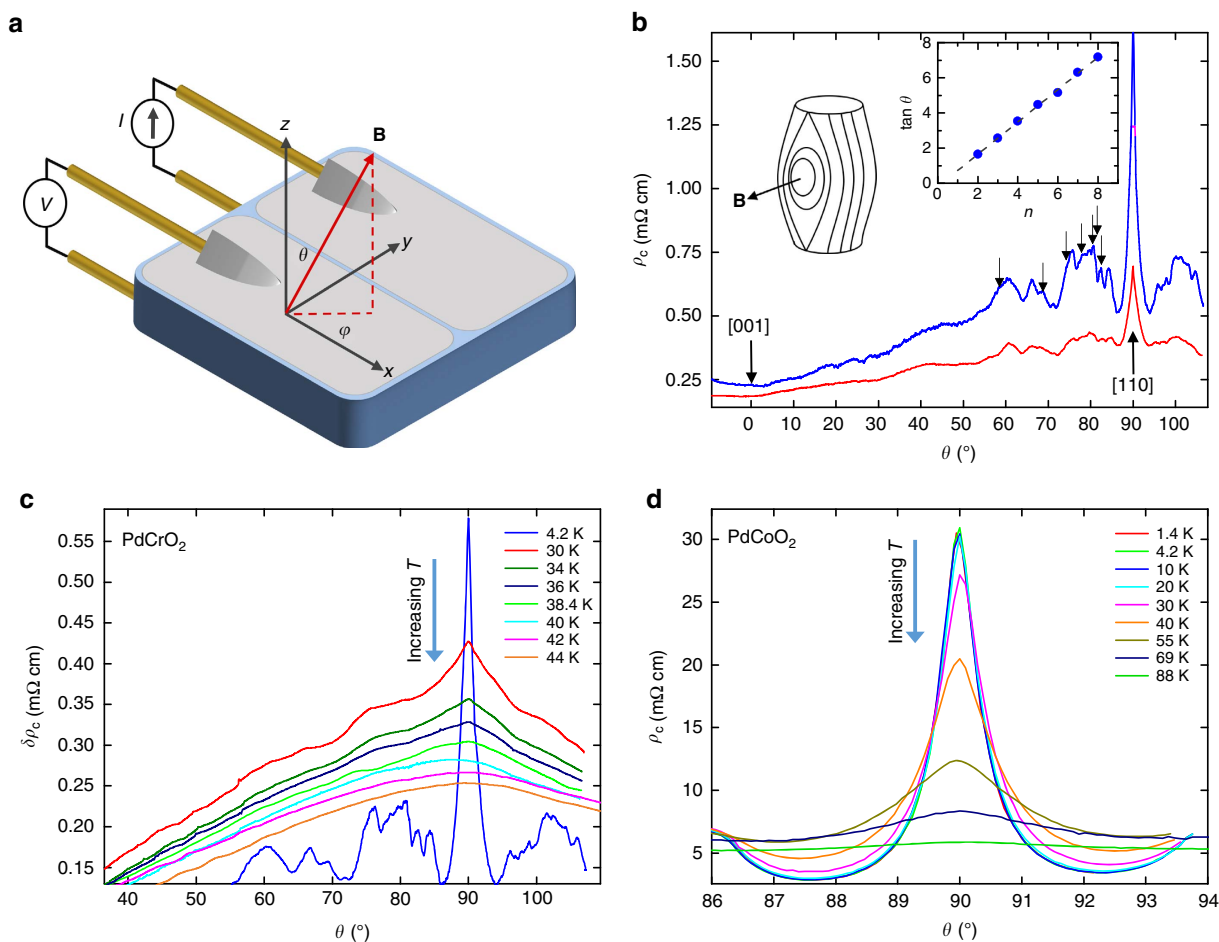 a
I
V
z
B
θ
y
φ
x
b
1.50
1.25
1.00
0.75
0.50
0.25
ρc (mΩ cm)
B
8
6
4
2
0
tan θ
0 2 4 6 8 10
n
[001]
[110]
0 10 20 30 40 50 60 70 80 90 100
θ (°)
c
PdCrO2
0.55
0.50
0.45
0.40
0.35
0.30
0.25
0.20
0.15
δρc (mΩ cm)
Increasing T
4.2 K
30 K
34 K
36 K
38.4 K
40 K
42 K
44 K
40 50 60 70 80 90 100
θ (°)
d
PdCoO2
30
25
20
15
10
5
ρc (mΩ cm)
Increasing T
1.4 K
4.2 K
10 K
20 K
30 K
40 K
55 K
69 K
88 K
86 87 88 89 90 91 92 93 94
θ (°)